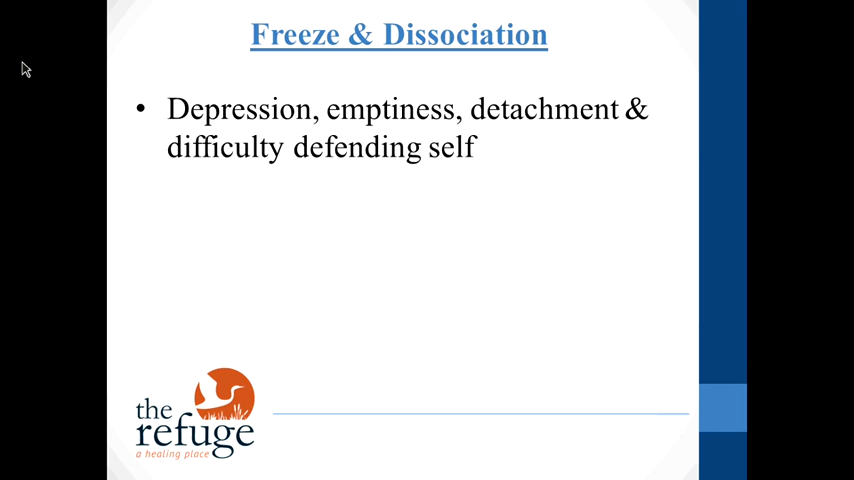 Freeze & Dissociation
• Depression, emptiness, detachment &
difficulty defending self
the
refuge
a healing place